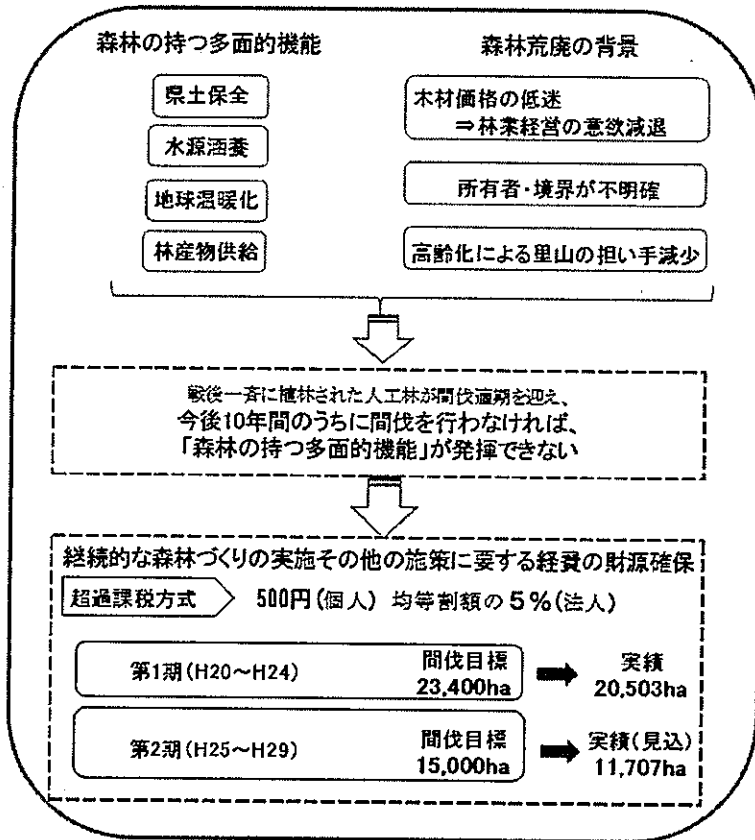 森林の持つ多面的機能
県土保全
水源涵養
地球温暖化
林産物供給
森林荒廃の背景
木材価格の低迷
⇒林業経営の意欲減退
所有者・境界が不明確
高齢化による里山の担い手減少
戦後一斉に植林された人工林が間伐適期を迎え、
今後10年間のうちに間伐を行わなければ、
「森林の持つ多面的機能」が発揮できない
継続的な森林づくりの実施その他の施策に要する経費の財源確保
超過課税方式 500円(個人) 均等割額の5%(法人)
第1期(H20~H24) 間伐目標 23,400ha 実績 20,503ha
第2期(H25~H29) 間伐目標 15,000ha 実績(見込) 11,707ha